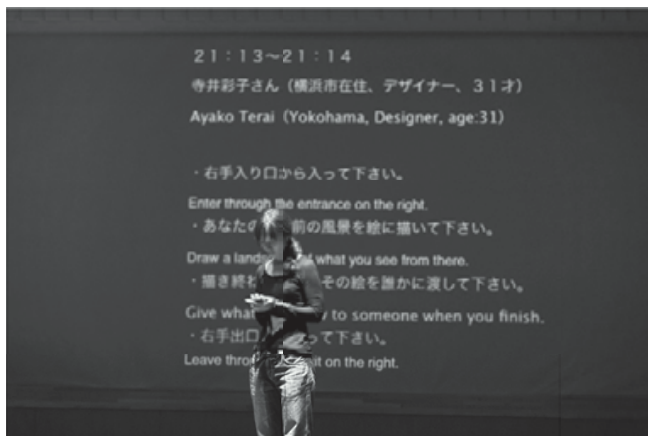 21：13〜21：14
寺井彩子さん（横浜市在住、デザイナー、31才）
Ayako Terai (Yokohama, Designer, age:31)
・右手入り口から入って下さい。
Enter through the entrance on the right.
・あなたの 前の風景を絵に描いて下さい。
Draw a lands what you see from there.
・描き終 その絵を誰かに渡して下さい。
Give what to someone when you finish.
・右手出口 って下さい。
Leave it on the right.